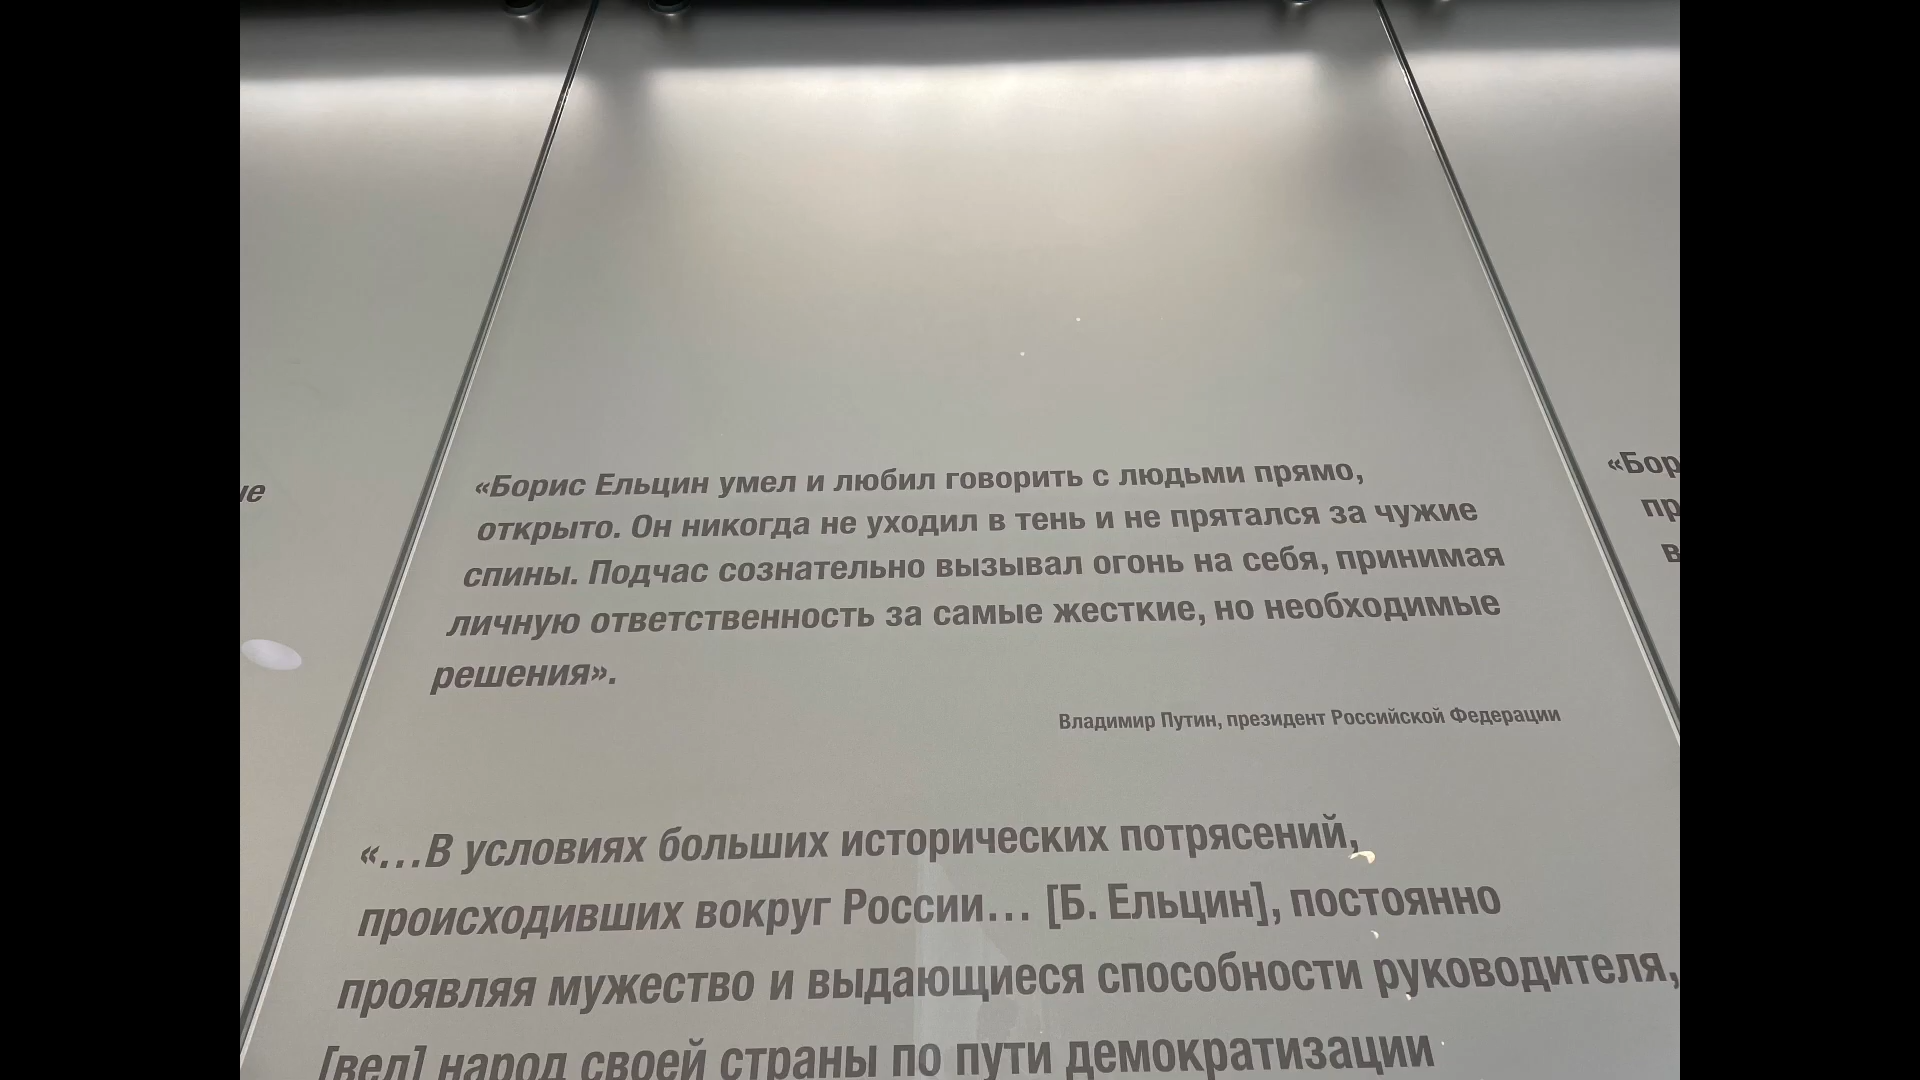 «Борис Ельцин умел и любил говорить с людьми прямо,
открыто. Он никогда не уходил в тень и не прятался за чужие
спины. Подчас сознательно вызывал огонь на себя, принимая
личную ответственность за самые жесткие, но необходимые
решения».
Владимир Путин, президент Российской Федерации
«…В условиях больших исторических потрясений,
происходивших вокруг России… [Б. Ельцин], постоянно
проявляя мужество и выдающиеся способности руководителя,
[вел] народ своей страны по пути демократизации